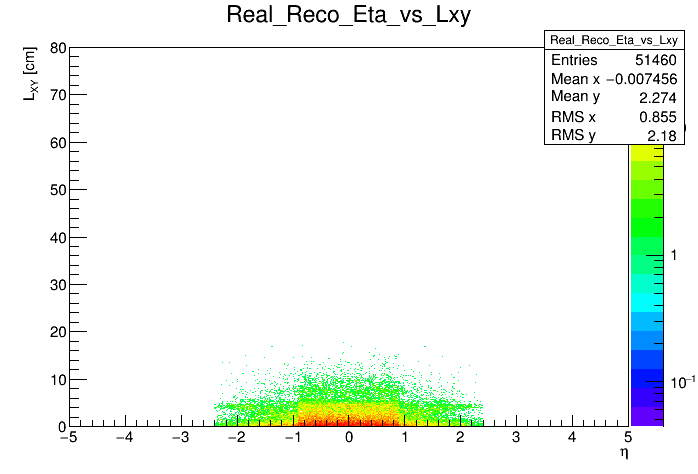 Real_Reco_Eta_vs_Lxy
Real_Reco_Eta_vs_Lxy
Entries 51460
Mean x −0.007456
Mean y 2.274
RMS x 0.855
RMS y 2.18
L_XY [cm]
80
70
60
50
40
30
20
10
0
−5 −4 −3 −2 −1 0 1 2 3 4 5
η
1
10⁻¹